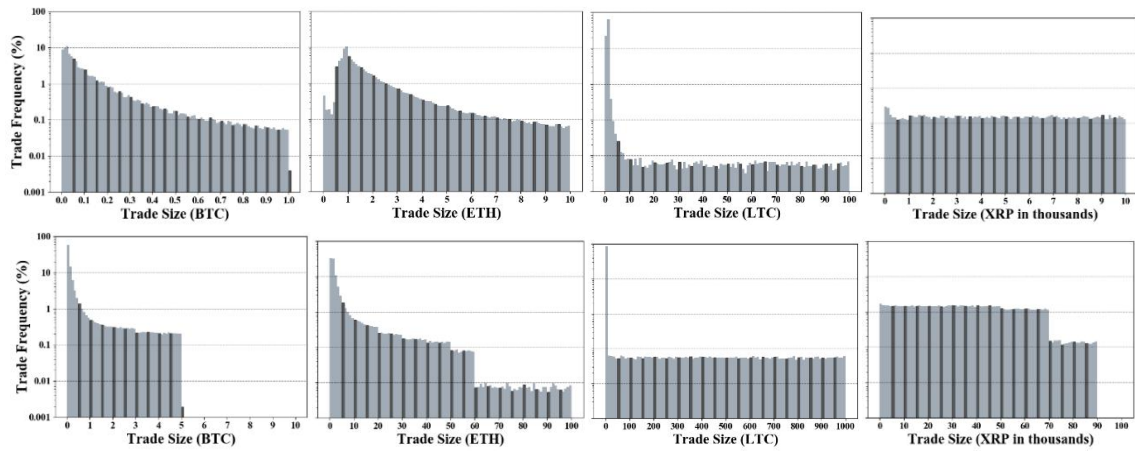 Trade Frequency (%)
100
10
1
0.1
0.01
0.001
0.0 0.1 0.2 0.3 0.4 0.5 0.6 0.7 0.8 0.9 1.0
Trade Size (BTC)
0 1 2 3 4 5 6 7 8 9 10
Trade Size (ETH)
0 10 20 30 40 50 60 70 80 90 100
Trade Size (LTC)
0 1 2 3 4 5 6 7 8 9 10
Trade Size (XRP in thousands)
Trade Frequency (%)
100
10
1
0.1
0.01
0.001
0 1 2 3 4 5 6 7 8 9 10
Trade Size (BTC)
0 10 20 30 40 50 60 70 80 90 100
Trade Size (ETH)
0 100 200 300 400 500 600 700 800 900 1000
Trade Size (LTC)
0 10 20 30 40 50 60 70 80 90 100
Trade Size (XRP in thousands)